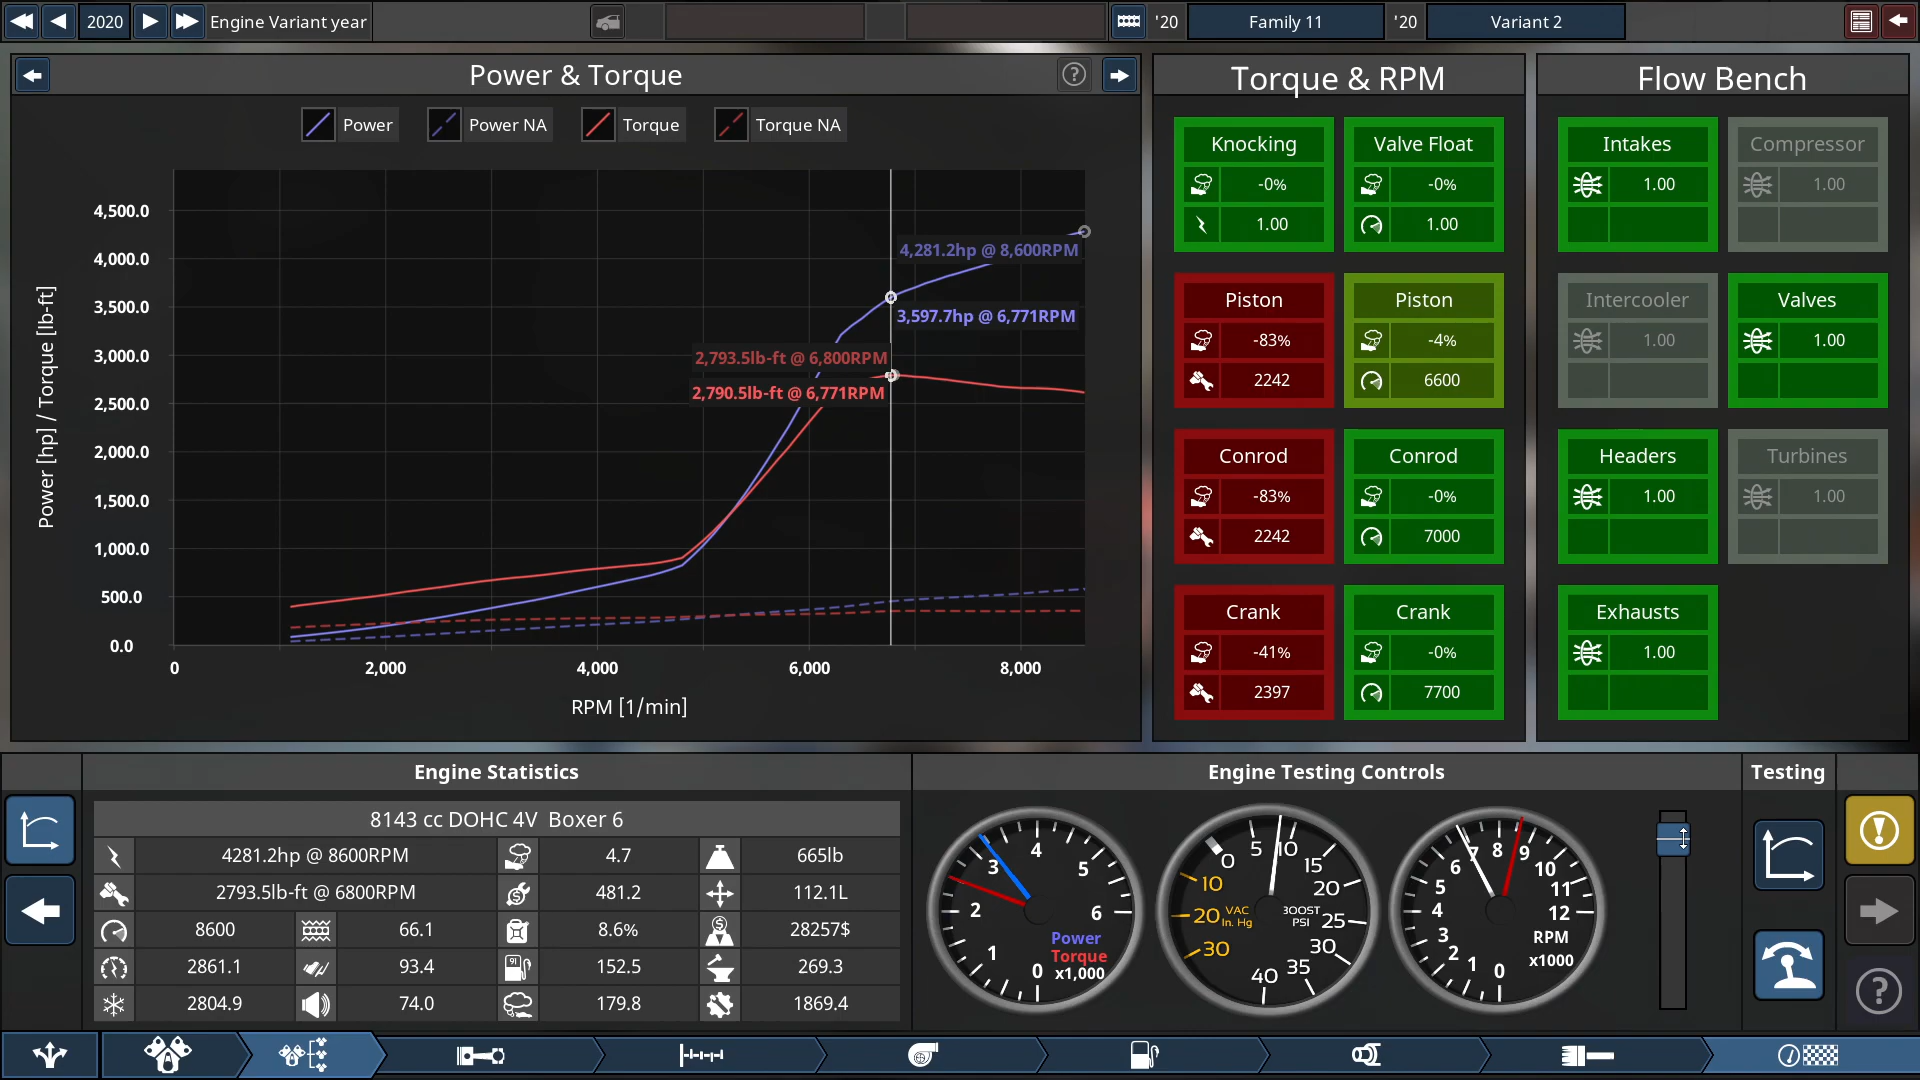 2020
Engine Variant year
'20
Family 11
'20
Variant 2
Power & Torque
?
Power
Power NA
Torque
Torque NA
4,500.0
4,000.0
3,500.0
3,000.0
2,500.0
2,000.0
1,500.0
1,000.0
500.0
0.0
Power [hp] / Torque [lb-ft]
4,281.2hp @ 8,600RPM
3,597.7hp @ 6,771RPM
2,793.5lb-ft @ 6,800RPM
2,790.5lb-ft @ 6,771RPM
0
2,000
4,000
6,000
8,000
RPM [1/min]
Torque & RPM
Knocking
-0%
1.00
Valve Float
-0%
1.00
Piston
-83%
2242
Piston
-4%
6600
Conrod
-83%
2242
Conrod
-0%
7000
Crank
-41%
2397
Crank
-0%
7700
Flow Bench
Intakes
1.00
Compressor
1.00
Intercooler
1.00
Valves
1.00
Headers
1.00
Turbines
1.00
Exhausts
1.00
Engine Statistics
8143 cc DOHC 4V Boxer 6
4281.2hp @ 8600RPM
4.7
665lb
2793.5lb-ft @ 6800RPM
481.2
112.1L
8600
66.1
8.6%
28257$
2861.1
93.4
91
152.5
269.3
2804.9
74.0
179.8
1869.4
Engine Testing Controls
0
1
2
3
4
5
6
Power
Torque
x1,000
30
20
10
0
5
10
15
20
25
30
35
40
VAC
In. Hg
BOOST
PSI
0
1
2
3
4
5
6
7
8
9
10
11
12
RPM
x1000
Testing
?